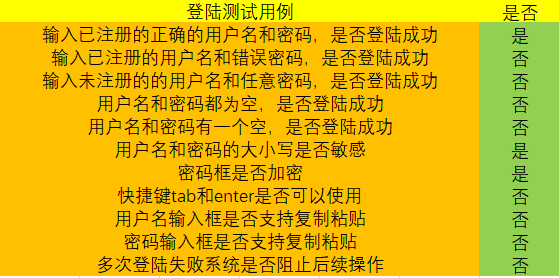 登陆测试用例 是否
输入已注册的正确的用户名和密码，是否登陆成功 是
输入已注册的用户名和错误密码，是否登陆成功 否
输入未注册的的用户名和任意密码，是否登陆成功 否
用户名和密码都为空，是否登陆成功 否
用户名和密码有一个空，是否登陆成功 否
用户名和密码的大小写是否敏感 是
密码框是否加密 是
快捷键tab和enter是否可以使用 否
用户名输入框是否支持复制粘贴 否
密码输入框是否支持复制粘贴 否
多次登陆失败系统是否阻止后续操作 否